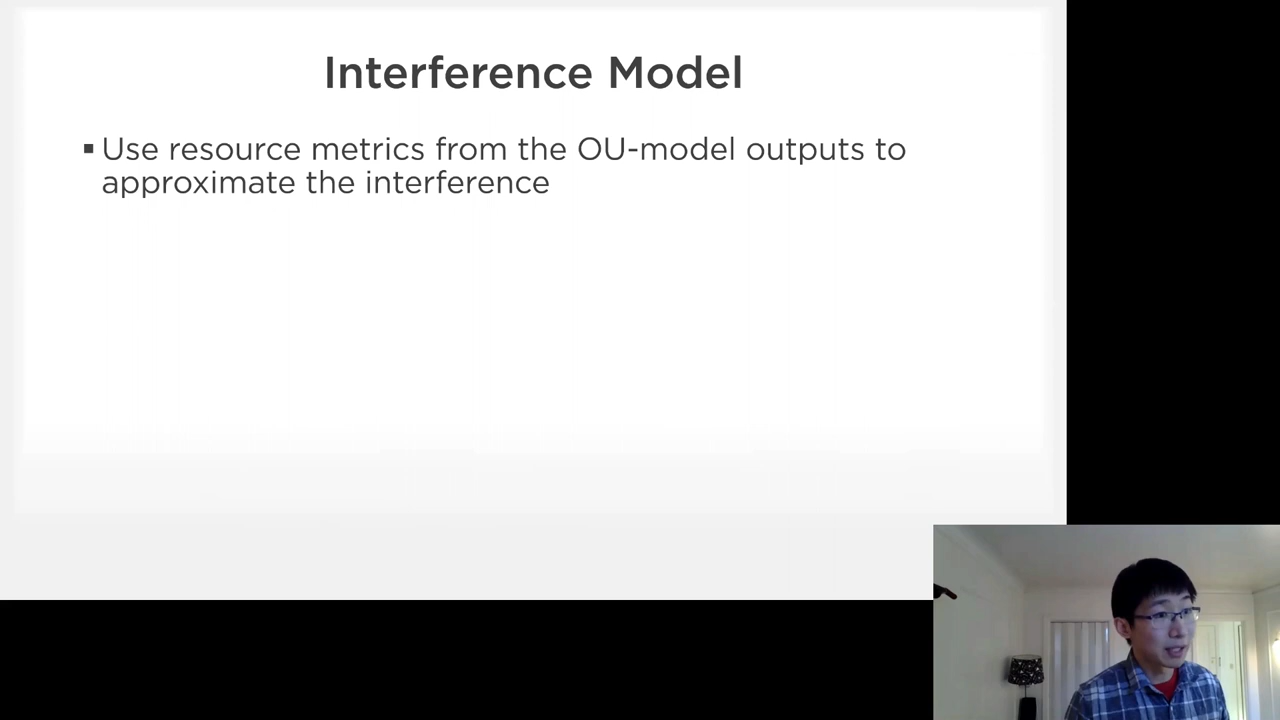 Interference Model
▪ Use resource metrics from the OU-model outputs to
approximate the interference